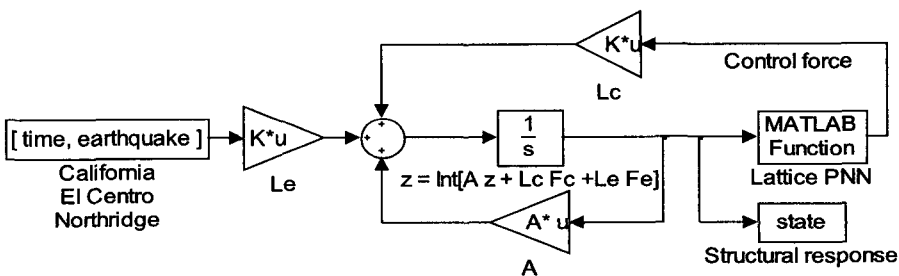 K*u
Lc
Control force
[ time, earthquake ]
California
El Centro
Northridge
K*u
Le
+
+
+
1
s
z = Int[A z + Lc Fc +Le Fe]
A* u
A
MATLAB
Function
Lattice PNN
state
Structural response